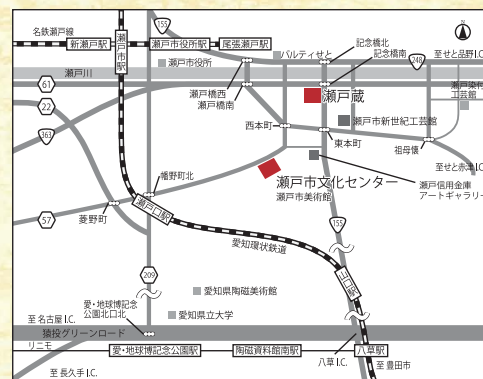 名鉄瀬戸線
155
N
新瀬戸駅
瀬戸市駅
瀬戸市役所駅
尾張瀬戸駅
パルティせと
記念橋北
記念橋南
248
至せと品野I.C.
瀬戸市役所
瀬戸川
瀬戸橋西
瀬戸橋南
瀬戸蔵
瀬戸染付
工芸館
61
22
363
瀬戸市新世紀工芸館
西本町
東本町
祖母懐
至せと赤津I.C.
幡野町北
瀬戸市文化センター
瀬戸市美術館
瀬戸信用金庫
アートギャラリー
瀬戸口駅
菱野町
57
155
愛知環状鉄道
山口駅
209
愛知県陶磁美術館
愛・地球博記念
公園北口北
愛知県立大学
至 名古屋 I.C.
猿投グリーンロード
リニモ
愛・地球博記念公園駅
陶磁資料館南駅
八草駅
八草 I.C.
至 豊田市
至 長久手 I.C.